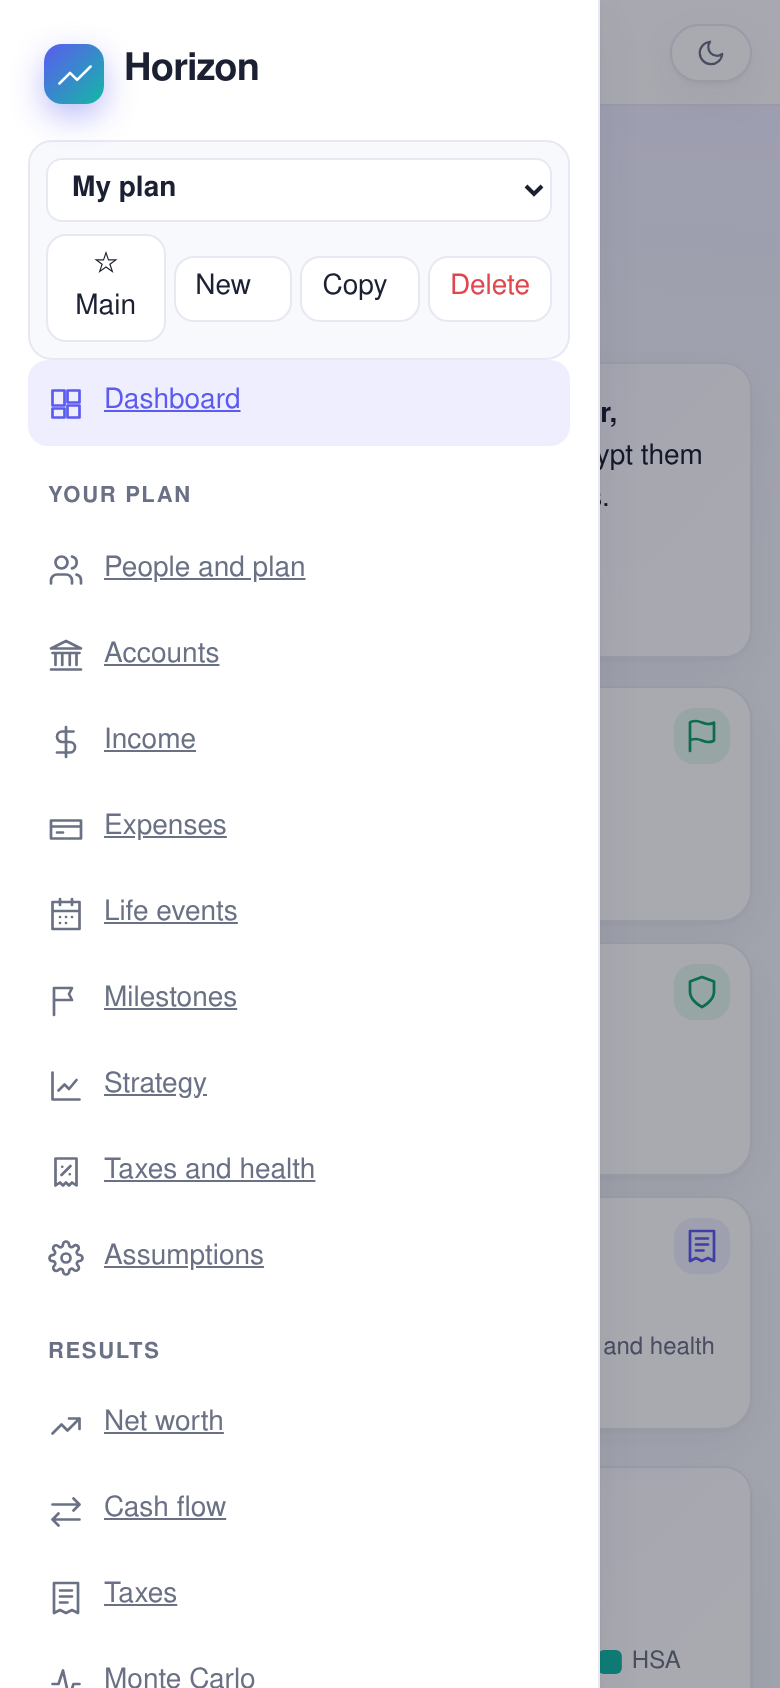 Horizon
My plan
☆
Main
New
Copy
Delete
Dashboard
YOUR PLAN
People and plan
Accounts
Income
Expenses
Life events
Milestones
Strategy
Taxes and health
Assumptions
RESULTS
Net worth
Cash flow
Taxes
Monte Carlo
them
and health
HSA